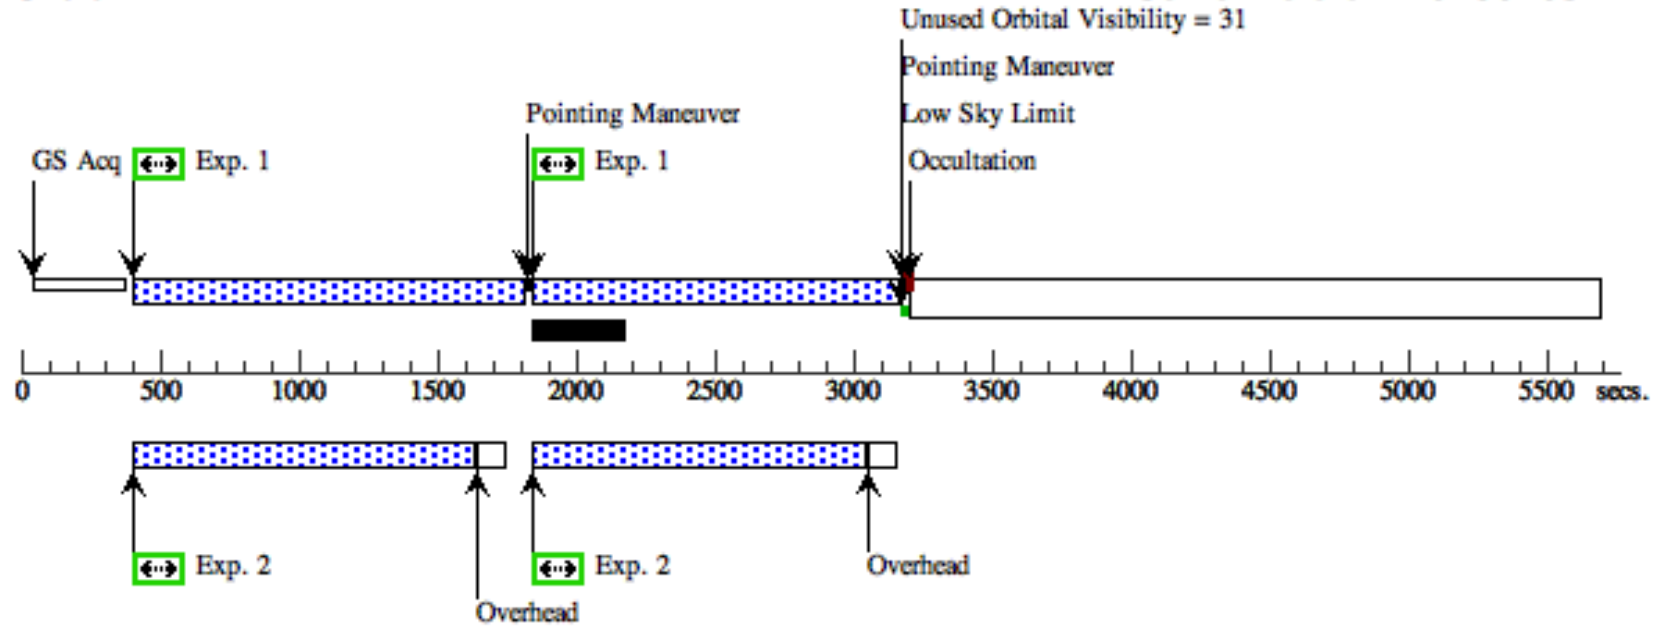 Unused Orbital Visibility = 31
Pointing Maneuver
Low Sky Limit
Pointing Maneuver
GS Acq
Exp. 1
Exp. 1
Occultation
0 500 1000 1500 2000 2500 3000 3500 4000 4500 5000 5500 secs.
Exp. 2
Exp. 2
Overhead
Overhead